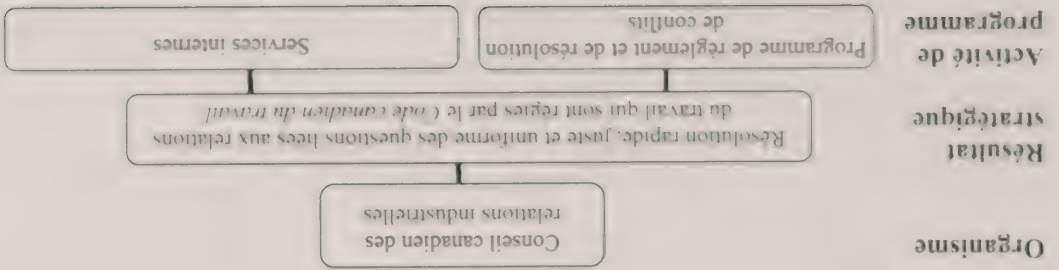 Organisme
Conseil canadien des
relations industrielles
Résultat
stratégique
Résolution rapide, juste et uniforme des questions liées aux relations
du travail qui sont régies par le Code canadien du travail
Activité de
programme
Programme de règlement et de résolution
de conflits
Services internes